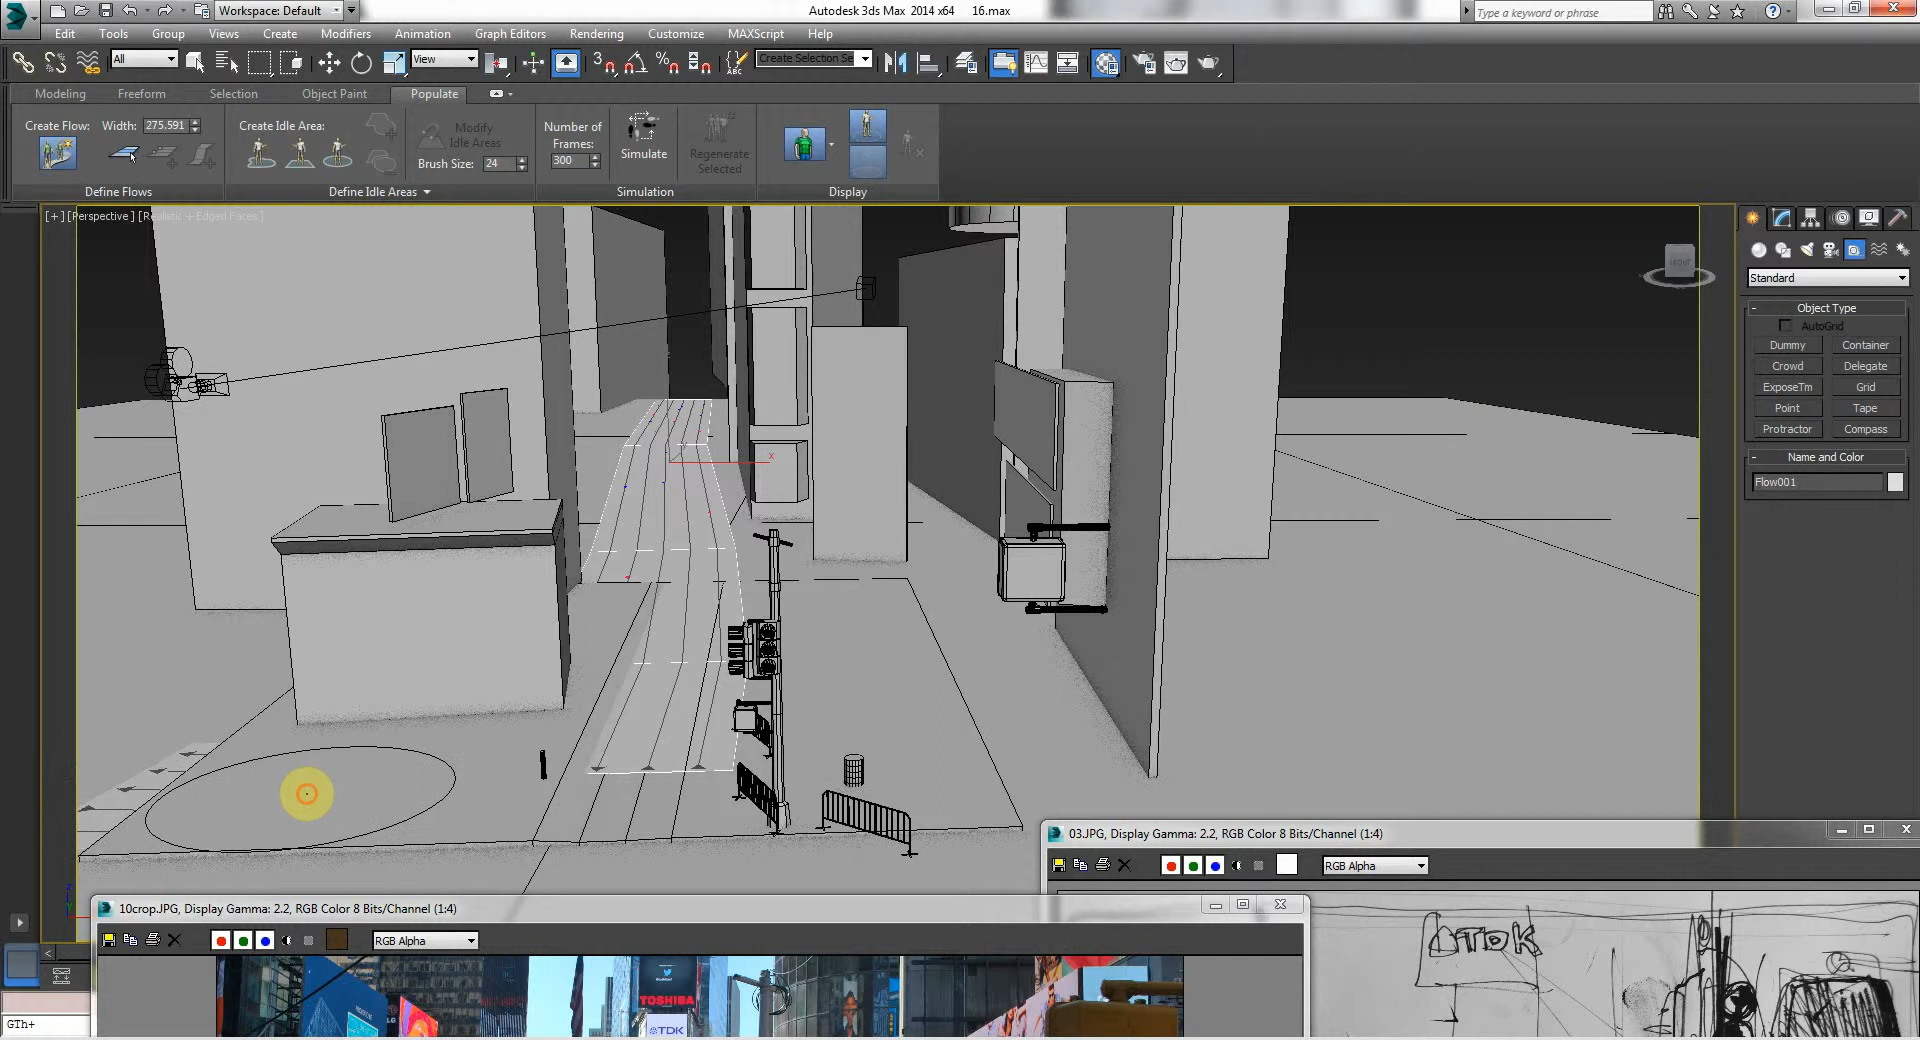 Workspace: Default
Autodesk 3ds Max 2014 x64 16.max
Type a keyword or phrase
Edit Tools Group Views Create Modifiers Animation Graph Editors Rendering Customize MAXScript Help
All
View
3
%
ABC
Create Selection Se
Modeling Freeform Selection Object Paint Populate
Create Flow: Width: 275.591
Create Idle Area:
Modify
Idle Areas
Brush Size: 24
Number of
Frames:
300
Simulate
Regenerate
Selected
Define Flows
Define Idle Areas
Simulation
Display
[+] [Perspective] [Realistic + Edged Faces]
FRONT
x
Standard
Object Type
AutoGrid
Dummy Container
Crowd Delegate
ExposeTm Grid
Point Tape
Protractor Compass
Name and Color
Flow001
03.JPG, Display Gamma: 2.2, RGB Color 8 Bits/Channel (1:4)
RGB Alpha
10crop.JPG, Display Gamma: 2.2, RGB Color 8 Bits/Channel (1:4)
RGB Alpha
TDK
TOSHIBA
TDK
GTh+